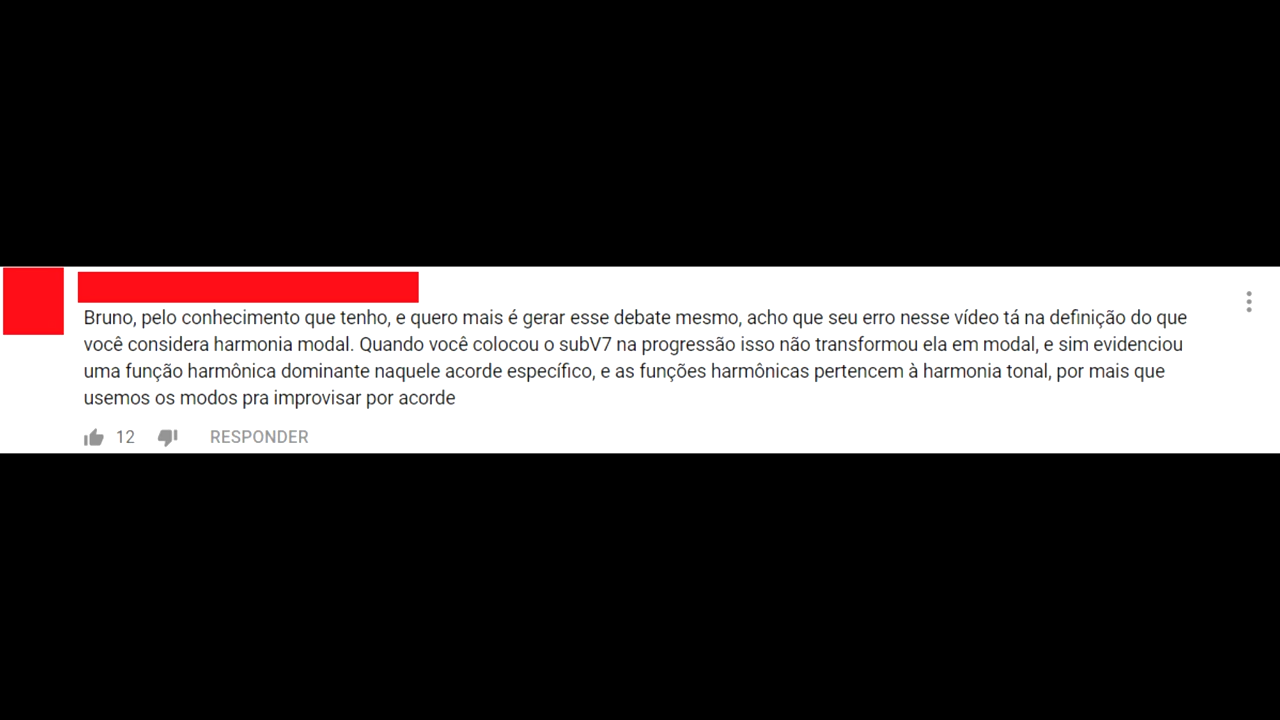 Bruno, pelo conhecimento que tenho, e quero mais é gerar esse debate mesmo, acho que seu erro nesse vídeo tá na definição do que
você considera harmonia modal. Quando você colocou o subV7 na progressão isso não transformou ela em modal, e sim evidenciou
uma função harmônica dominante naquele acorde específico, e as funções harmônicas pertencem à harmonia tonal, por mais que
usemos os modos pra improvisar por acorde
12 RESPONDER